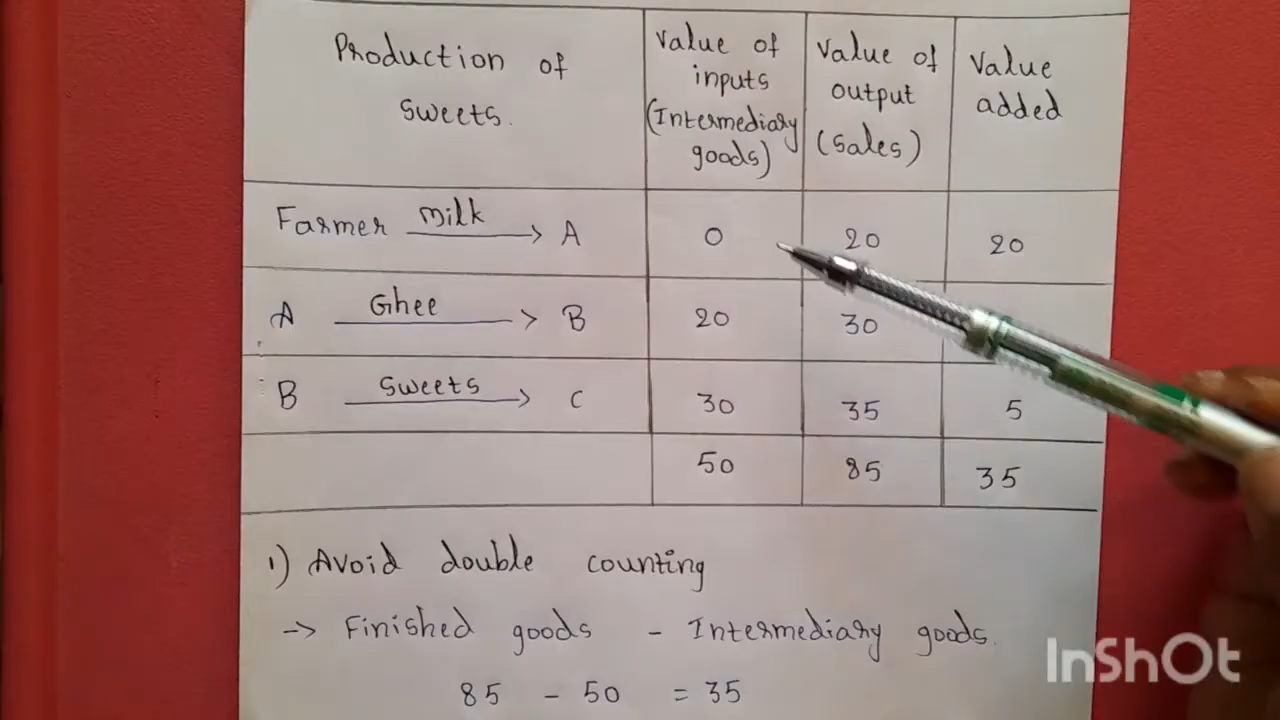 Production of
sweets.
Value of
inputs
(Intermediary
goods)
Value of
output
(sales)
Value
added
Farmer milk → A
0
20
20
A Ghee → B
20
30
B sweets → C
30
35
5
50
85
35
1) Avoid double counting
→ Finished goods - Intermediary goods.
85 - 50 = 35
InShOt